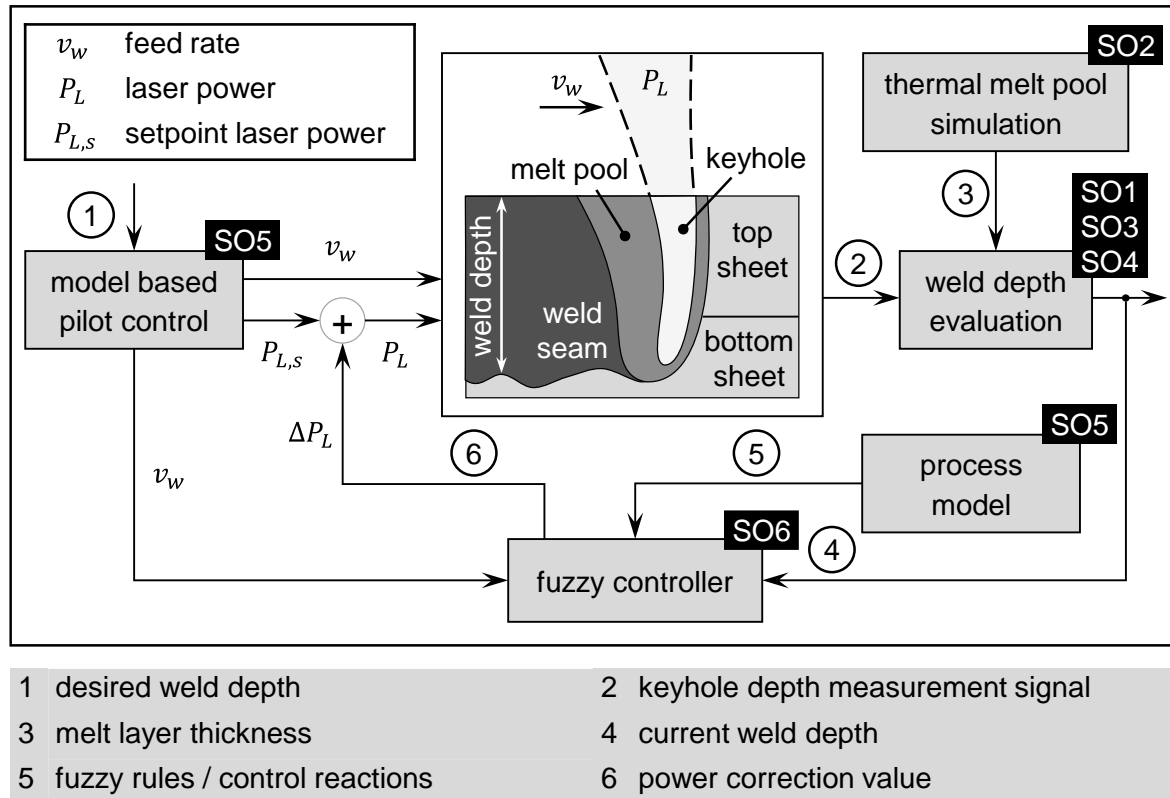 v_w feed rate
P_L laser power
P_{L,s} setpoint laser power
SO2
thermal melt pool
simulation
v_w
P_L
melt pool
keyhole
weld depth
weld
seam
top
sheet
bottom
sheet
1
SO5
model based
pilot control
v_w
P_{L,s}
+
P_L
2
3
SO1
SO3
SO4
weld depth
evaluation
ΔP_L
v_w
6
5
SO5
process
model
SO6
fuzzy controller
4
1 desired weld depth
2 keyhole depth measurement signal
3 melt layer thickness
4 current weld depth
5 fuzzy rules / control reactions
6 power correction value